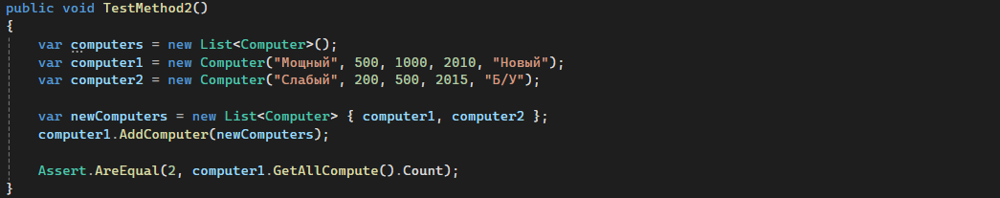 public void TestMethod2()
{
    var computers = new List<Computer>();
    var computer1 = new Computer("Мощный", 500, 1000, 2010, "Новый");
    var computer2 = new Computer("Слабый", 200, 500, 2015, "Б/У");

    var newComputers = new List<Computer> { computer1, computer2 };
    computer1.AddComputer(newComputers);

    Assert.AreEqual(2, computer1.GetAllCompute().Count);
}